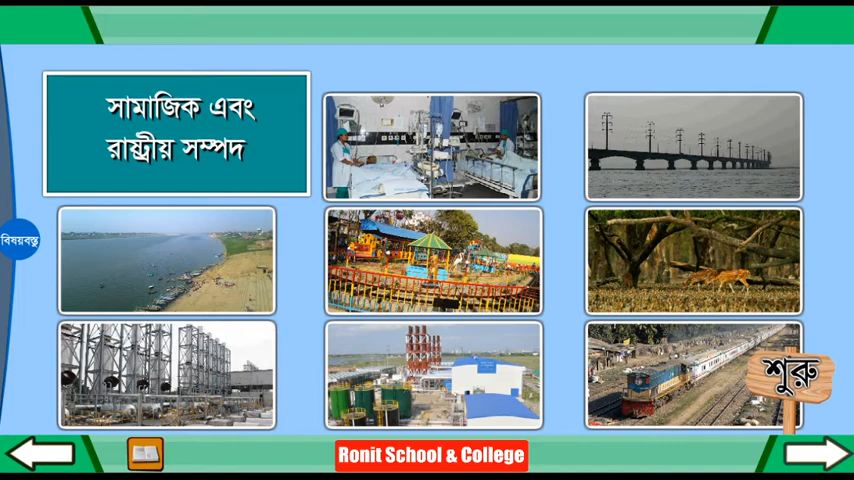 সামাজিক এবং
রাষ্ট্রীয় সম্পদ
বিষয়বস্তু
শুরু
Ronit School & College